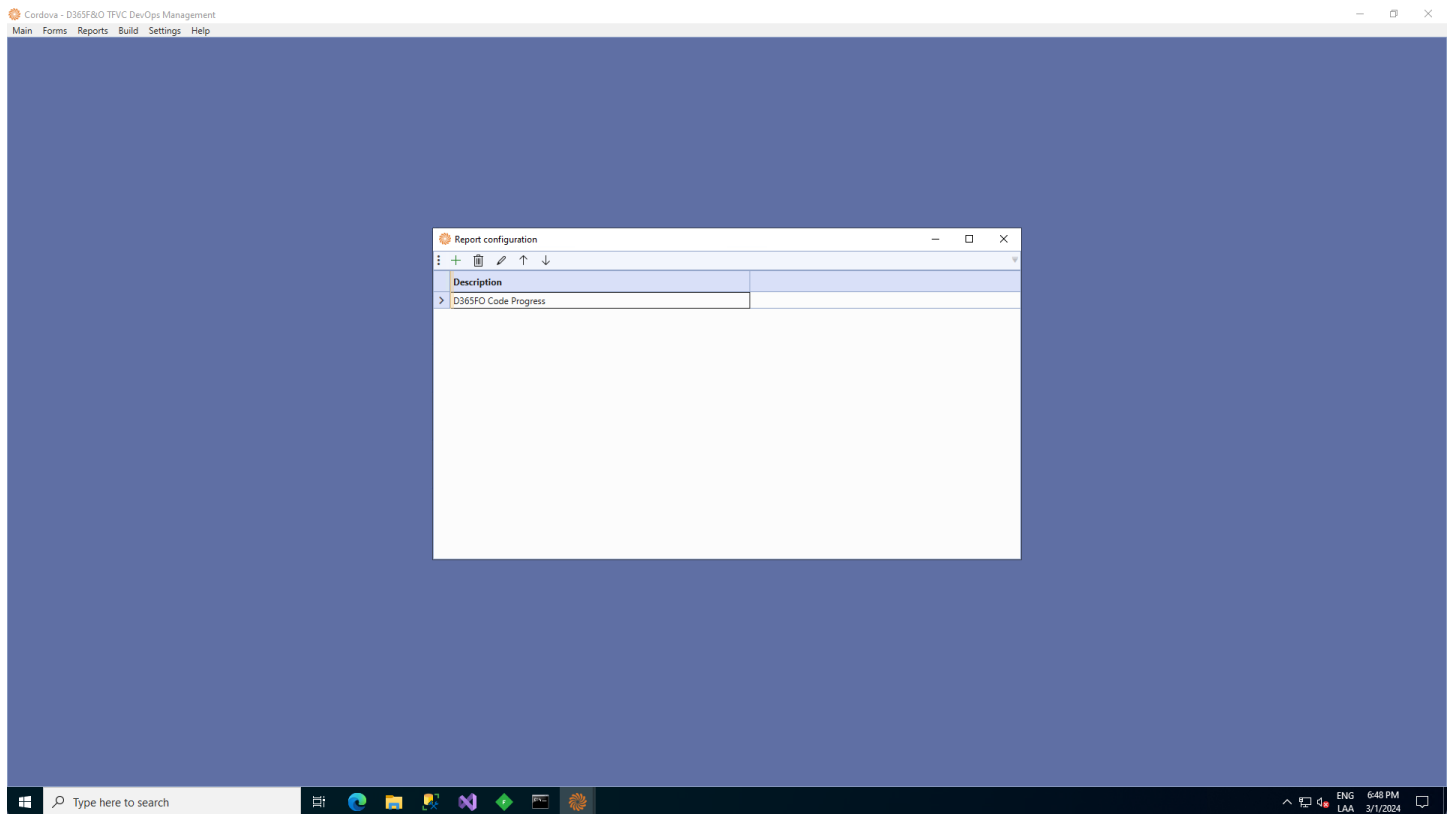 Cordova - D365F&O TFVC DevOps Management
Main Forms Reports Build Settings Help
Report configuration
Description
D365FO Code Progress
Type here to search
ENG 6:48 PM
LAA 3/1/2024